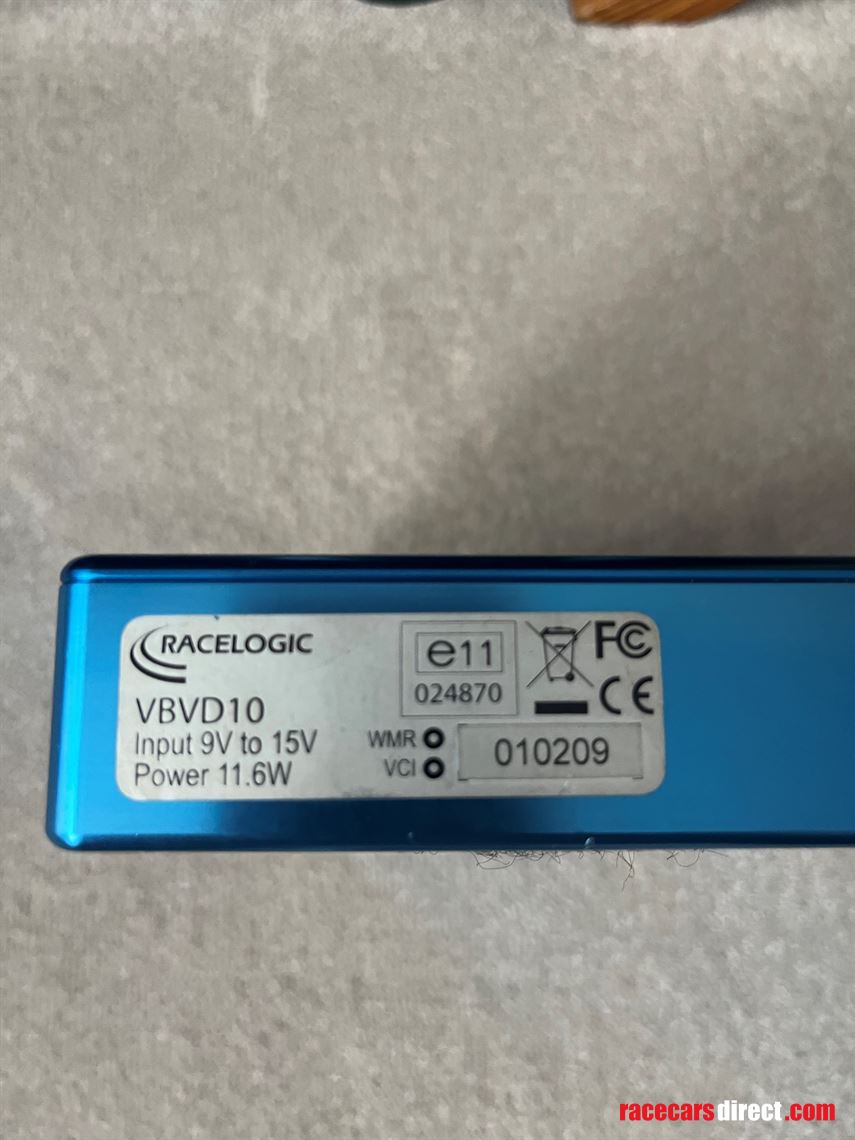 RACELOGIC
VBVD10
Input 9V to 15V
Power 11.6W
e11
024870
FC
CE
WMR
VCI
010209
racecarsdirect.com